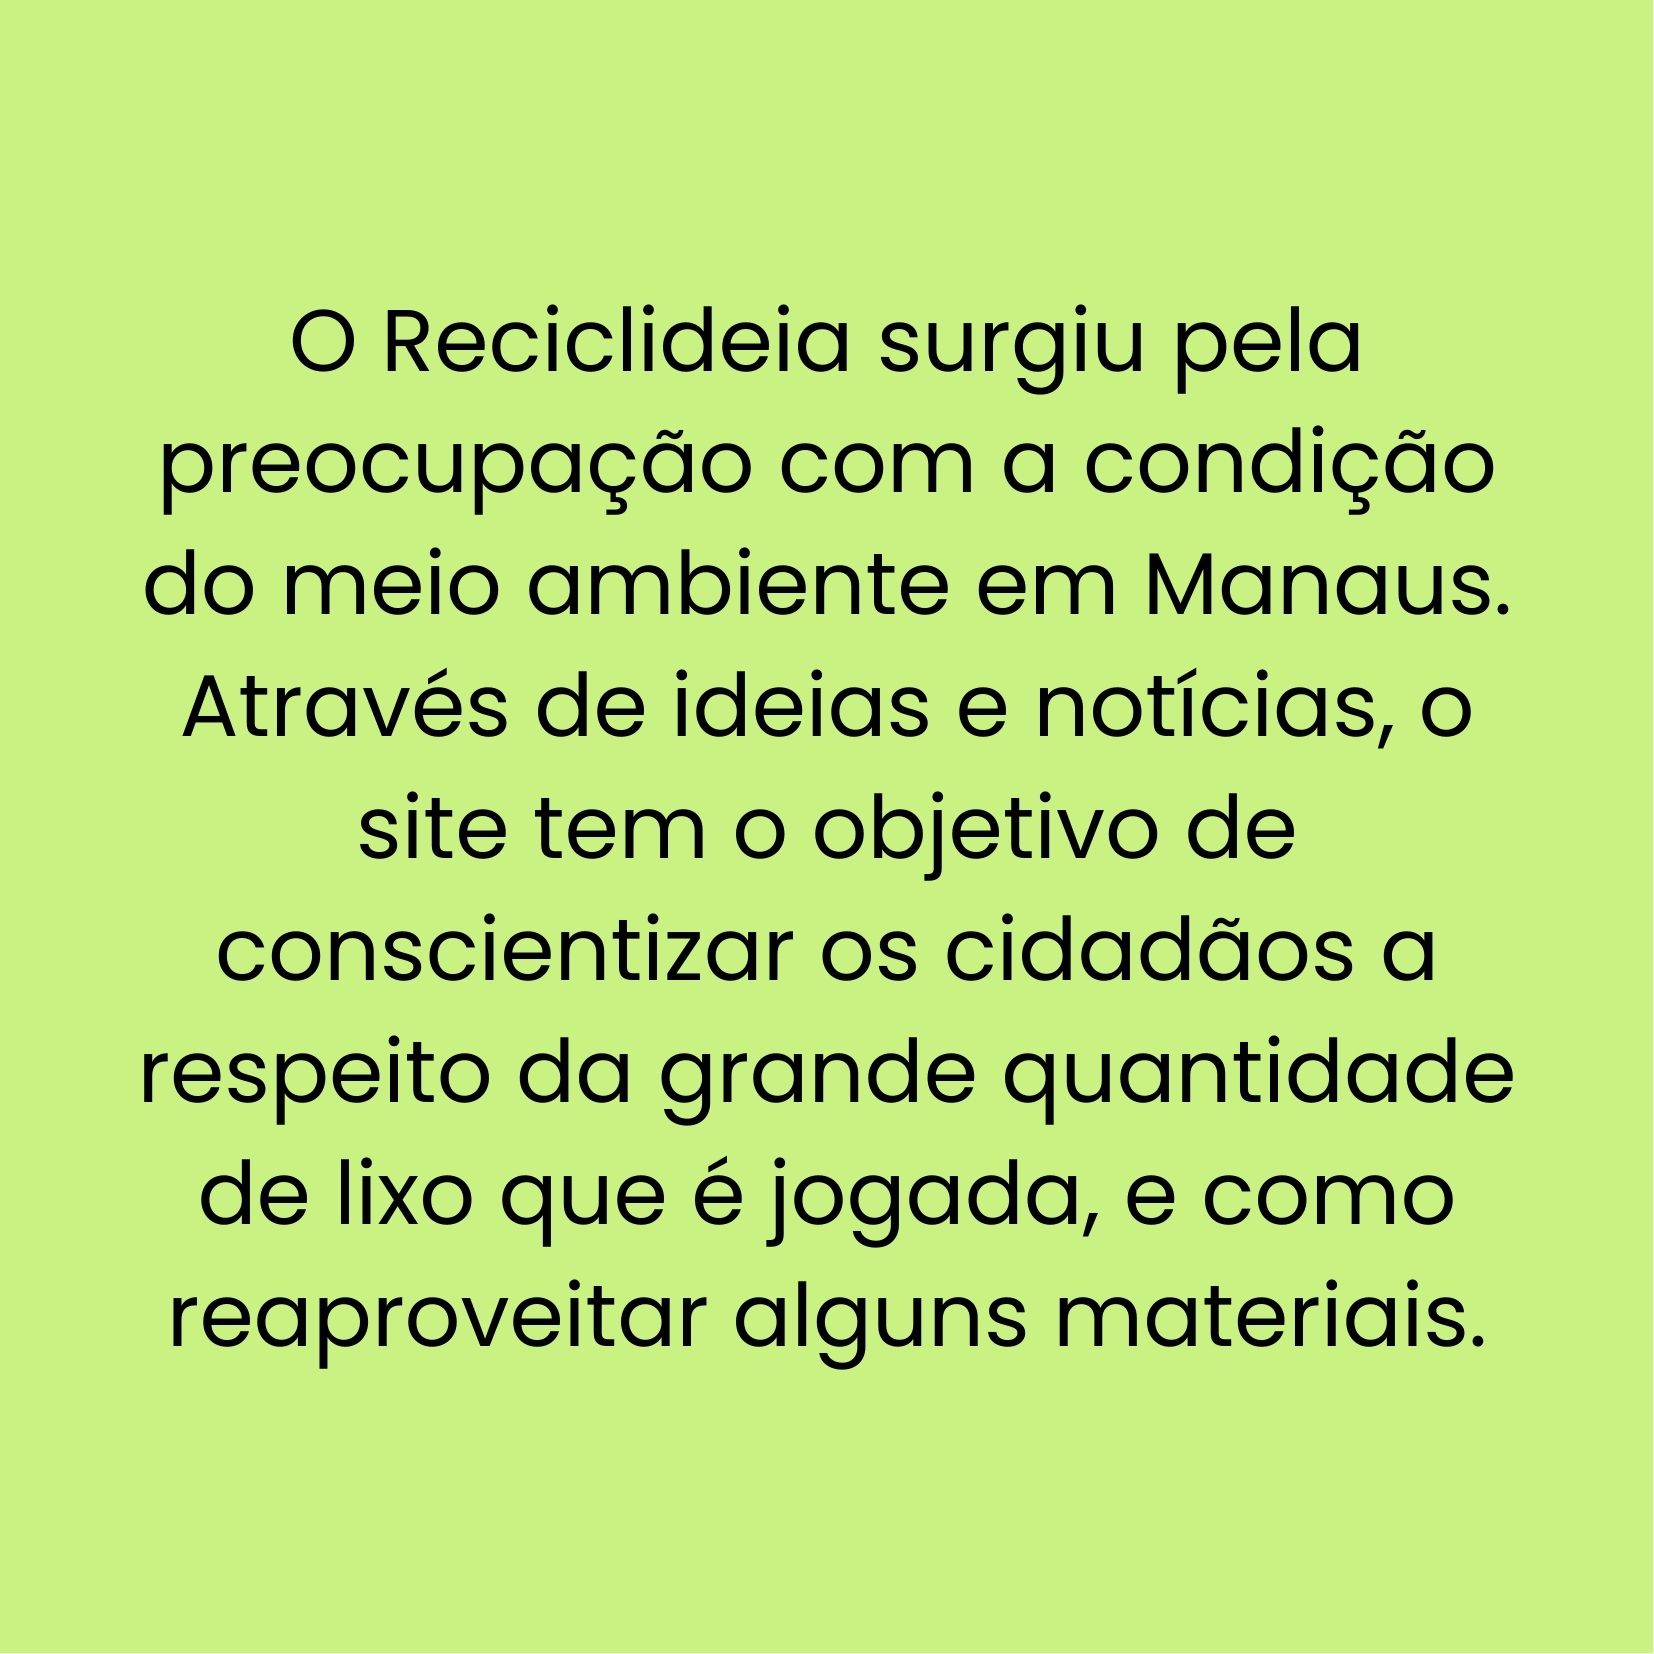 O Reciclideia surgiu pela
preocupação com a condição
do meio ambiente em Manaus.
Através de ideias e notícias, o
site tem o objetivo de
conscientizar os cidadãos a
respeito da grande quantidade
de lixo que é jogada, e como
reaproveitar alguns materiais.